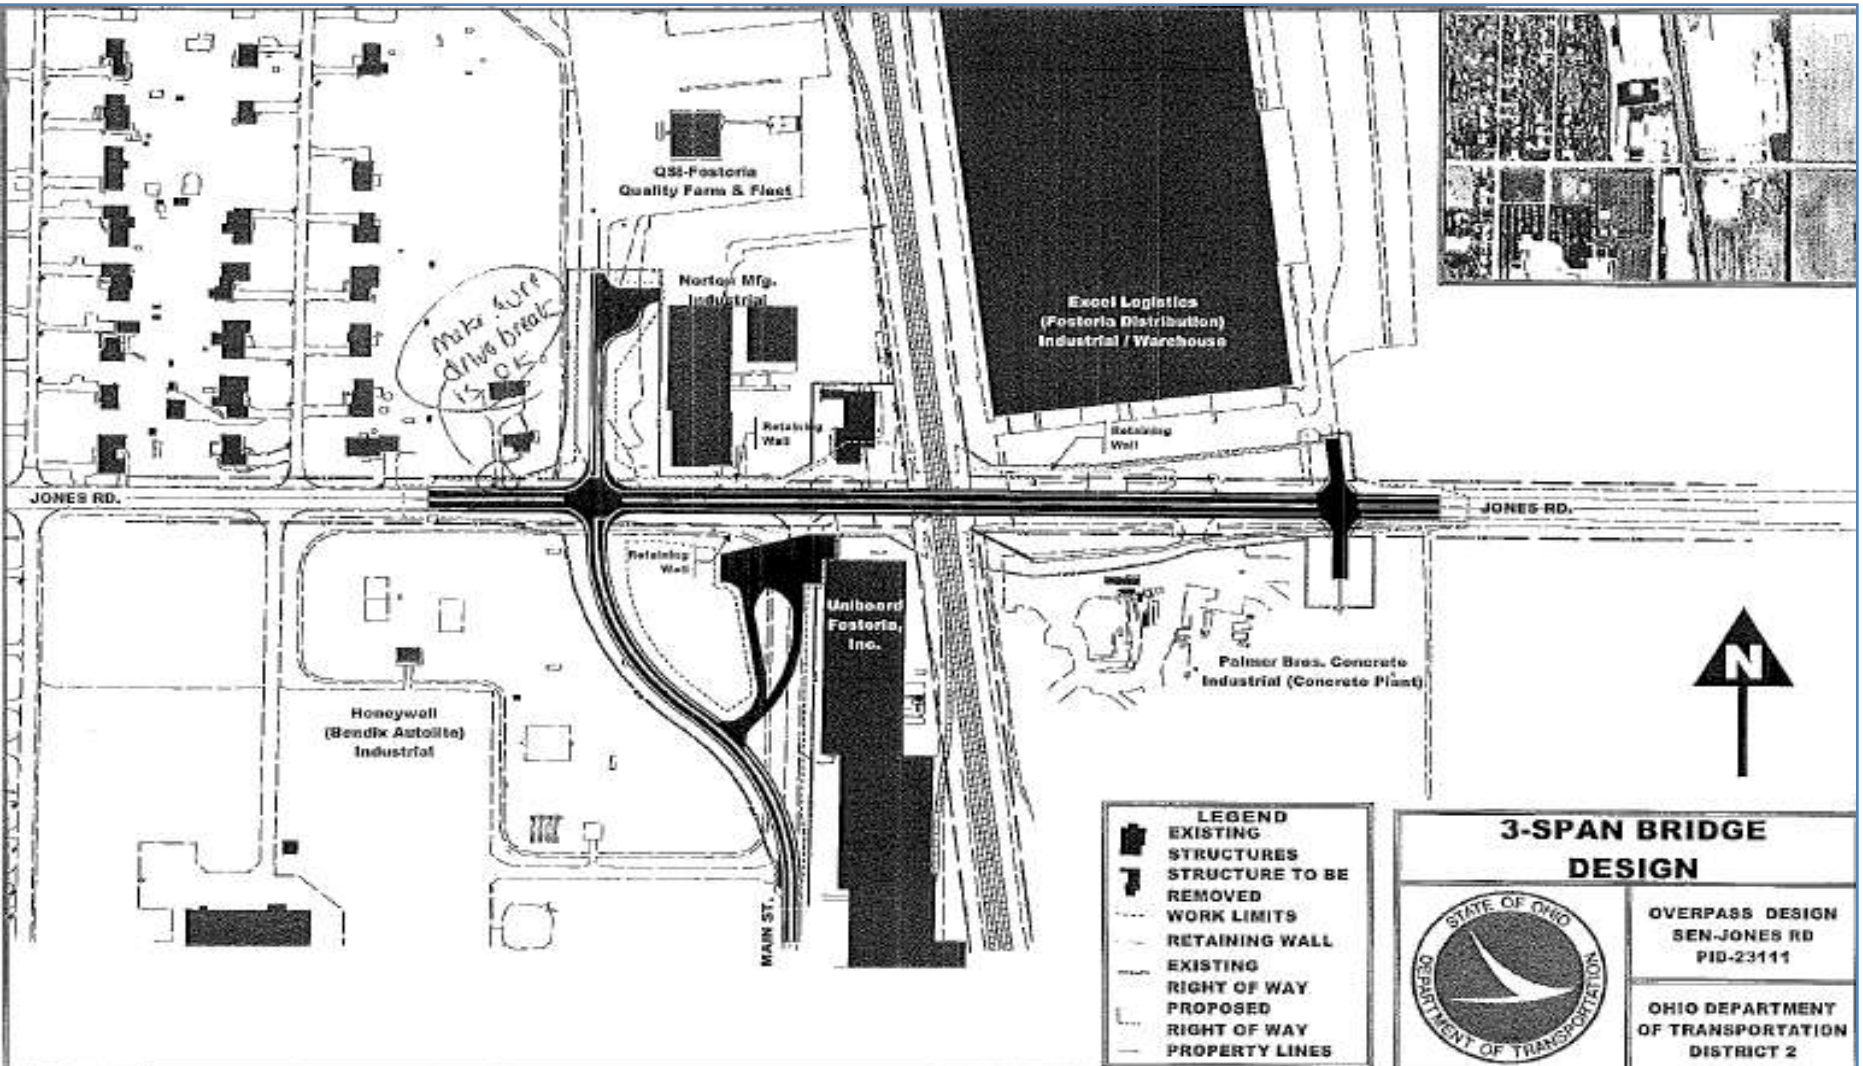 QSI-Fostoria
Quality Farm & Fleet
Norton Mfg.
Industrial
make sure
drive break
is ok.
Excel Logistics
(Fostoria Distribution)
Industrial / Warehouse
Retaining
Wall
Retaining
Wall
JONES RD.
JONES RD.
Retaining
Wall
Uniboard
Fostoria,
Inc.
Palmer Bros. Concrete
Industrial (Concrete Plant)
N
Honeywell
(Bendix Autolite)
Industrial
MAIN ST.
LEGEND
EXISTING
STRUCTURES
STRUCTURE TO BE
REMOVED
WORK LIMITS
RETAINING WALL
EXISTING
RIGHT OF WAY
PROPOSED
RIGHT OF WAY
PROPERTY LINES
3-SPAN BRIDGE
DESIGN
STATE OF OHIO
DEPARTMENT OF TRANSPORTATION
OVERPASS DESIGN
SEN-JONES RD
PID-23111
OHIO DEPARTMENT
OF TRANSPORTATION
DISTRICT 2